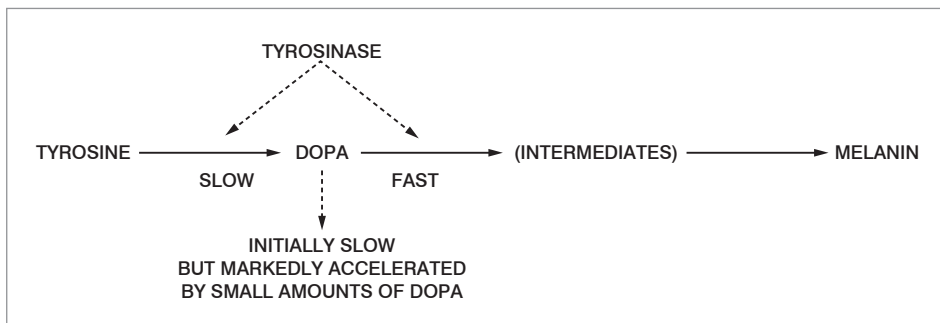 TYROSINASE
TYROSINE DOPA (INTERMEDIATES) MELANIN
SLOW FAST
INITIALLY SLOW
BUT MARKEDLY ACCELERATED
BY SMALL AMOUNTS OF DOPA